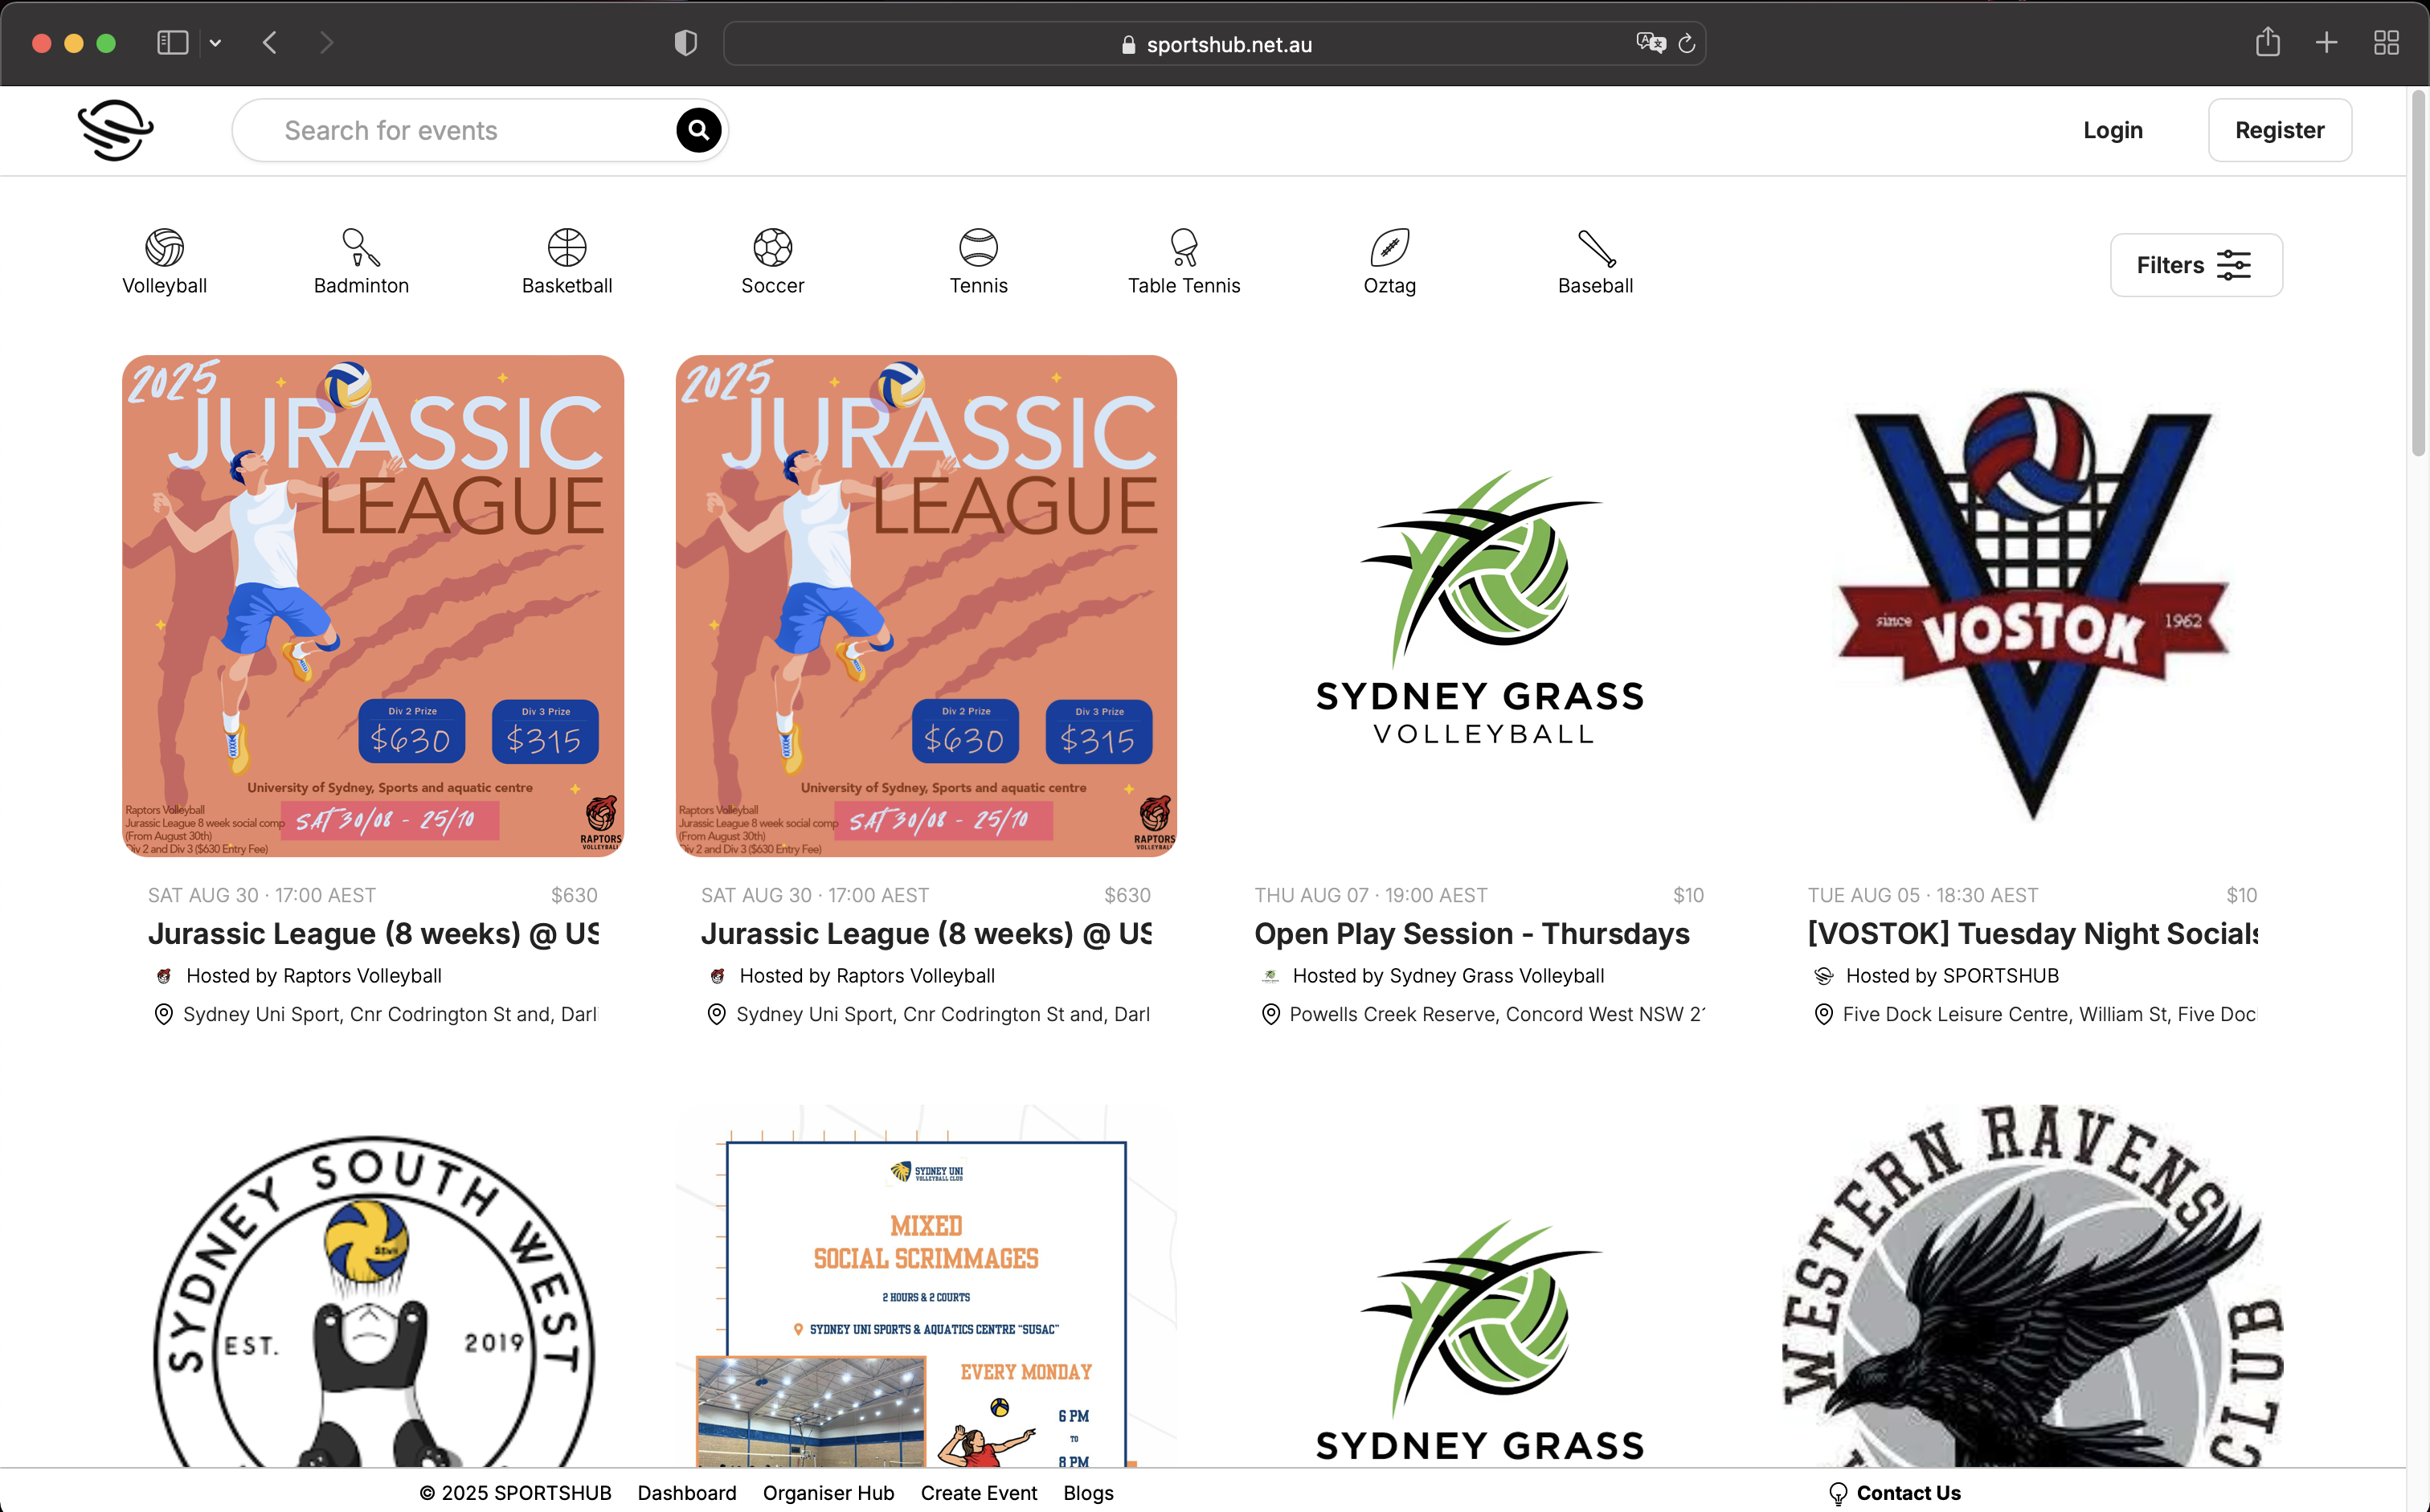 sportshub.net.au
Search for events
Login
Register
Volleyball
Badminton
Basketball
Soccer
Tennis
Table Tennis
Oztag
Baseball
Filters
2025
JURASSIC
LEAGUE
Div 2 Prize
$630
Div 3 Prize
$315
University of Sydney, Sports and aquatic centre
Raptors Volleyball
Jurassic League 8 week social comp
(From August 30th)
Div 2 and Div 3 ($630 Entry Fee)
SAT 30/08 - 25/10
RAPTORS
VOLLEYBALL
2025
JURASSIC
LEAGUE
Div 2 Prize
$630
Div 3 Prize
$315
University of Sydney, Sports and aquatic centre
Raptors Volleyball
Jurassic League 8 week social comp
(From August 30th)
Div 2 and Div 3 ($630 Entry Fee)
SAT 30/08 - 25/10
RAPTORS
VOLLEYBALL
SYDNEY GRASS
VOLLEYBALL
since VOSTOK 1962
SAT AUG 30 · 17:00 AEST $630
Jurassic League (8 weeks) @ US
Hosted by Raptors Volleyball
Sydney Uni Sport, Cnr Codrington St and, Darl
SAT AUG 30 · 17:00 AEST $630
Jurassic League (8 weeks) @ US
Hosted by Raptors Volleyball
Sydney Uni Sport, Cnr Codrington St and, Darl
THU AUG 07 · 19:00 AEST $10
Open Play Session - Thursdays
Hosted by Sydney Grass Volleyball
Powells Creek Reserve, Concord West NSW 2
TUE AUG 05 · 18:30 AEST $10
[VOSTOK] Tuesday Night Socials
Hosted by SPORTSHUB
Five Dock Leisure Centre, William St, Five Doc
SYDNEY SOUTH WEST
EST. 2019
SYDNEY UNI
VOLLEYBALL CLUB
MIXED
SOCIAL SCRIMMAGES
2 HOURS & 2 COURTS
SYDNEY UNI SPORTS & AQUATICS CENTRE "SUSAC"
EVERY MONDAY
6 PM
TO
8 PM
SYDNEY GRASS
WESTERN RAVENS
CLUB
© 2025 SPORTSHUB
Dashboard
Organiser Hub
Create Event
Blogs
Contact Us